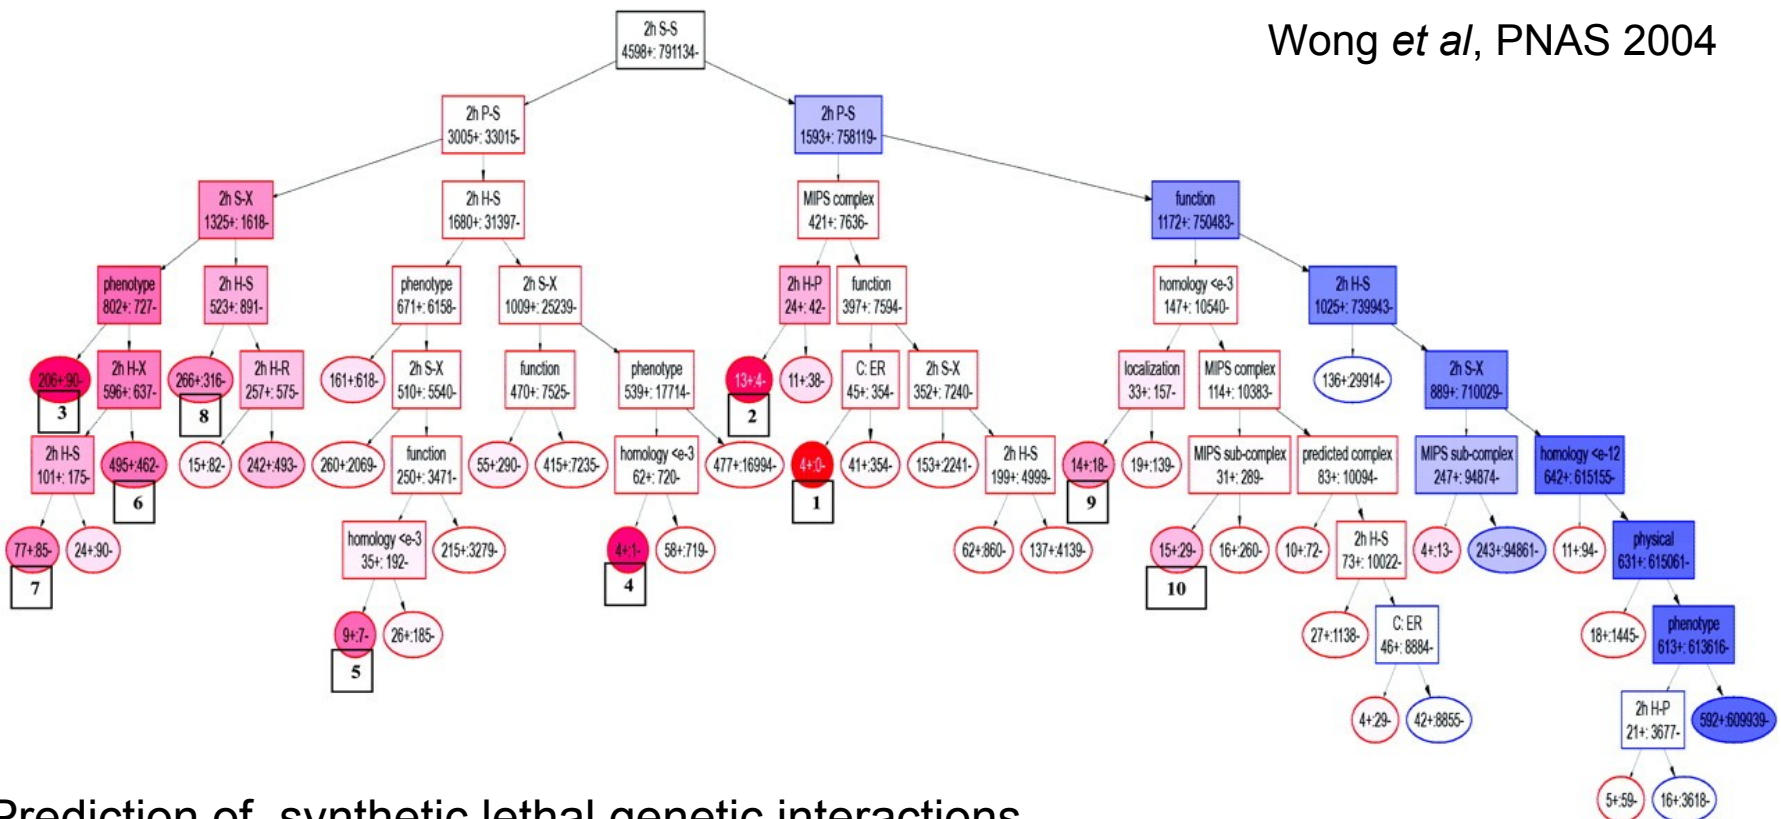 Wong et al, PNAS 2004
2h S-S
4598+: 791134-
2h P-S
3005+: 33015-
2h P-S
1593+: 758119-
2h S-X
1325+: 1618-
2h H-S
1680+: 31397-
MIPS complex
421+: 7636-
function
1172+: 750483-
phenotype
802+: 727-
2h H-S
523+: 891-
phenotype
671+: 6158-
2h S-X
1009+: 25239-
2h H-P
24+: 42-
function
397+: 7594-
homology <e-3
147+: 10540-
2h H-S
1025+: 739943-
206+:90-
3
2h H-X
596+: 637-
266+:316-
8
2h H-R
257+: 575-
161+:618-
2h S-X
510+: 5540-
function
470+: 7525-
phenotype
539+: 17714-
13+:4-
2
11+:38-
C: ER
45+: 354-
2h S-X
352+: 7240-
localization
33+: 157-
MIPS complex
114+: 10383-
136+:29914-
2h S-X
889+: 710029-
2h H-S
101+: 175-
495+:462-
6
15+:82-
242+:493-
260+:2069-
function
250+: 3471-
55+:290-
415+:7235-
homology <e-3
62+: 720-
477+:16994-
4+:0-
1
41+:354-
153+:2241-
2h H-S
199+: 4999-
14+:18-
9
19+:139-
MIPS sub-complex
31+: 289-
predicted complex
83+: 10094-
MIPS sub-complex
247+: 94874-
homology <e-12
642+: 615155-
77+:85-
7
24+:90-
homology <e-3
35+: 192-
215+:3279-
4+:1-
4
58+:719-
62+:860-
137+:4139-
15+:29-
10
16+:260-
10+:72-
2h H-S
73+: 10022-
4+:13-
243+:94861-
11+:94-
physical
631+: 615061-
9+:7-
5
26+:185-
27+:1138-
C: ER
46+: 8884-
18+:1445-
phenotype
613+: 613616-
4+:29-
42+:8855-
2h H-P
21+: 3677-
592+:609939-
5+:59-
16+:3618-
Prediction of synthetic lethal genetic interactions